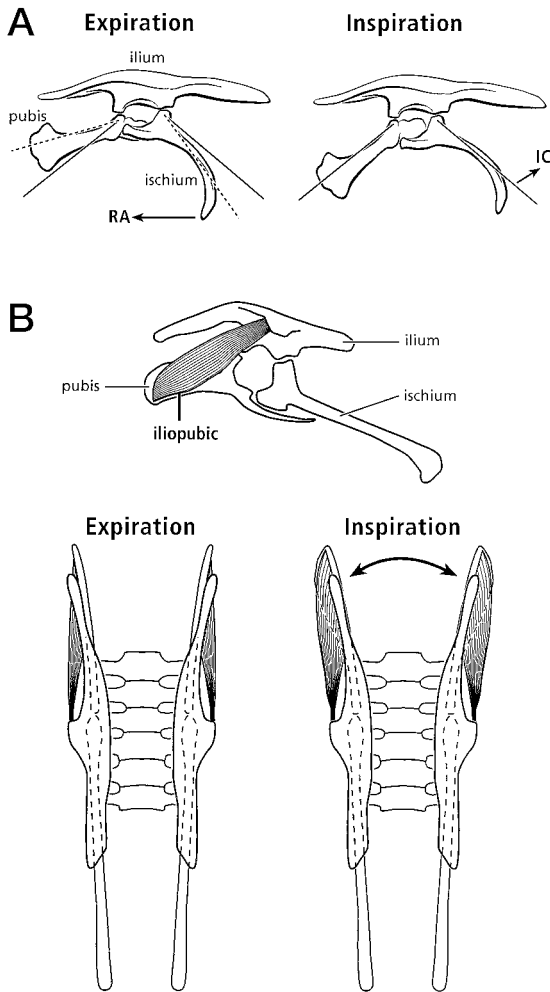 A
Expiration
Inspiration
ilium
pubis
ischium
RA
IC
B
ilium
pubis
ischium
iliopubic
Expiration
Inspiration